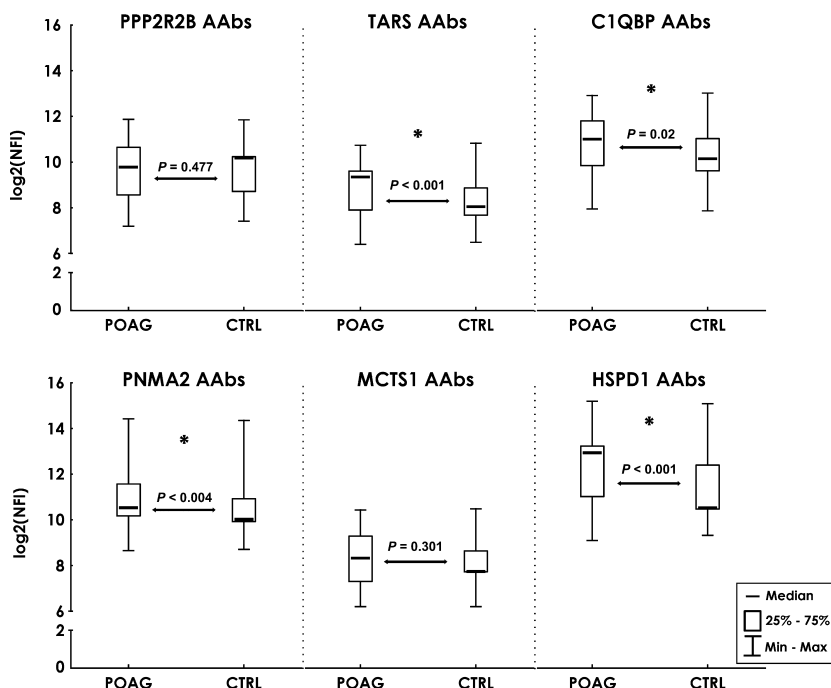 PPP2R2B AAbs
TARS AAbs
C1QBP AAbs
log2(NFI)
16
14
12
10
8
6
2
0
P = 0.477
*
P < 0.001
*
P = 0.02
POAG
CTRL
POAG
CTRL
POAG
CTRL
PNMA2 AAbs
MCTS1 AAbs
HSPD1 AAbs
log2(NFI)
16
14
12
10
8
6
2
0
*
P < 0.004
P = 0.301
*
P < 0.001
POAG
CTRL
POAG
CTRL
POAG
CTRL
Median
25% - 75%
Min - Max